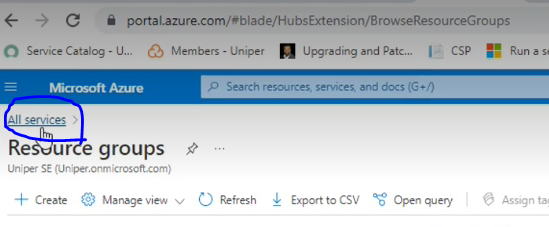 portal.azure.com/#blade/HubsExtension/BrowseResourceGroups
Service Catalog - U... Members - Uniper Upgrading and Patc... CSP Run a s
Microsoft Azure Search resources, services, and docs (G+/)
All services >
Resource groups ...
Uniper SE (Uniper.onmicrosoft.com)
+ Create Manage view Refresh Export to CSV Open query Assign ta